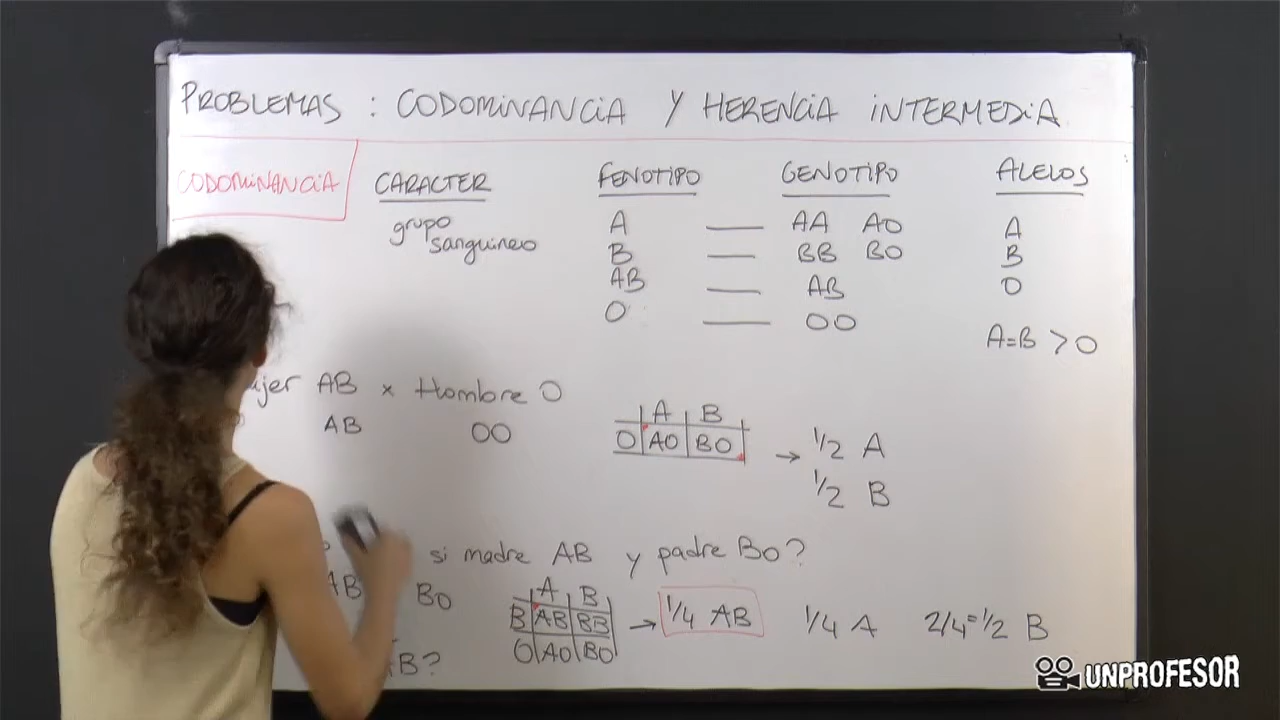 PROBLEMAS : CODOMINANCIA Y HERENCIA INTERMEDIA
CODOMINANCIA CARACTER FENOTIPO GENOTIPO ALELOS
grupo A — AA AO A
sanguineo B — BB BO B
AB — AB O
O — OO
A=B > O
AB x Hombre O
AB OO
A B
O AO BO → 1/2 A
1/2 B
si madre AB y padre BO?
AB BO
A B
B AB BB → 1/4 AB 1/4 A 2/4=1/2 B
O AO BO
AB?
UNPROFESOR